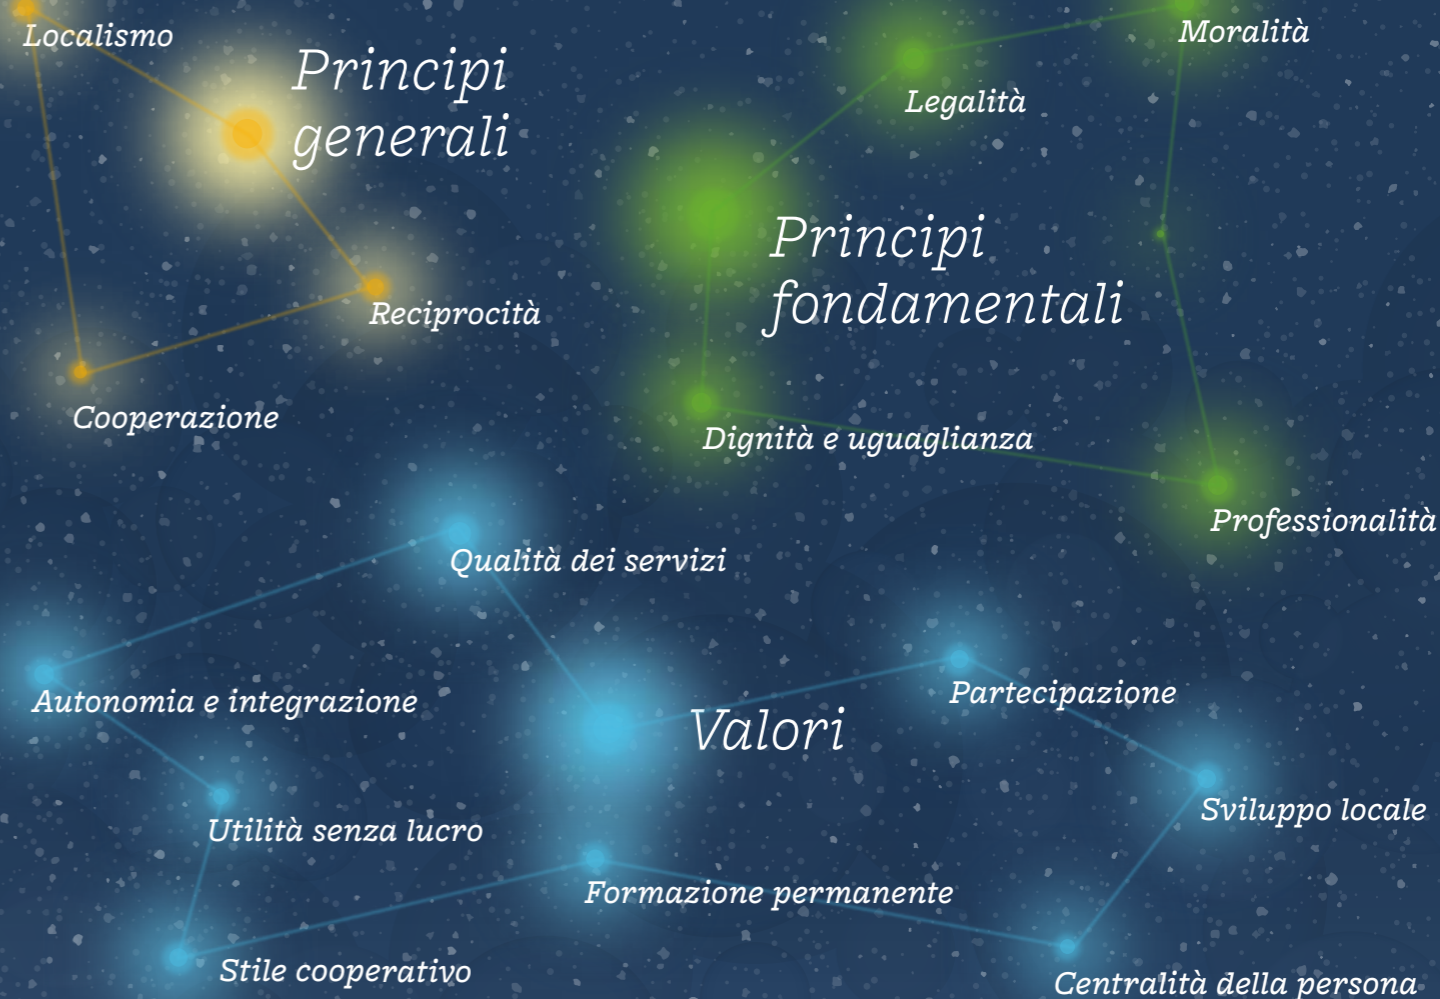 Localismo
Principi
generali
Reciprocità
Cooperazione
Moralità
Legalità
Principi
fondamentali
Dignità e uguaglianza
Professionalità
Qualità dei servizi
Autonomia e integrazione
Utilità senza lucro
Stile cooperativo
Valori
Partecipazione
Sviluppo locale
Formazione permanente
Centralità della persona